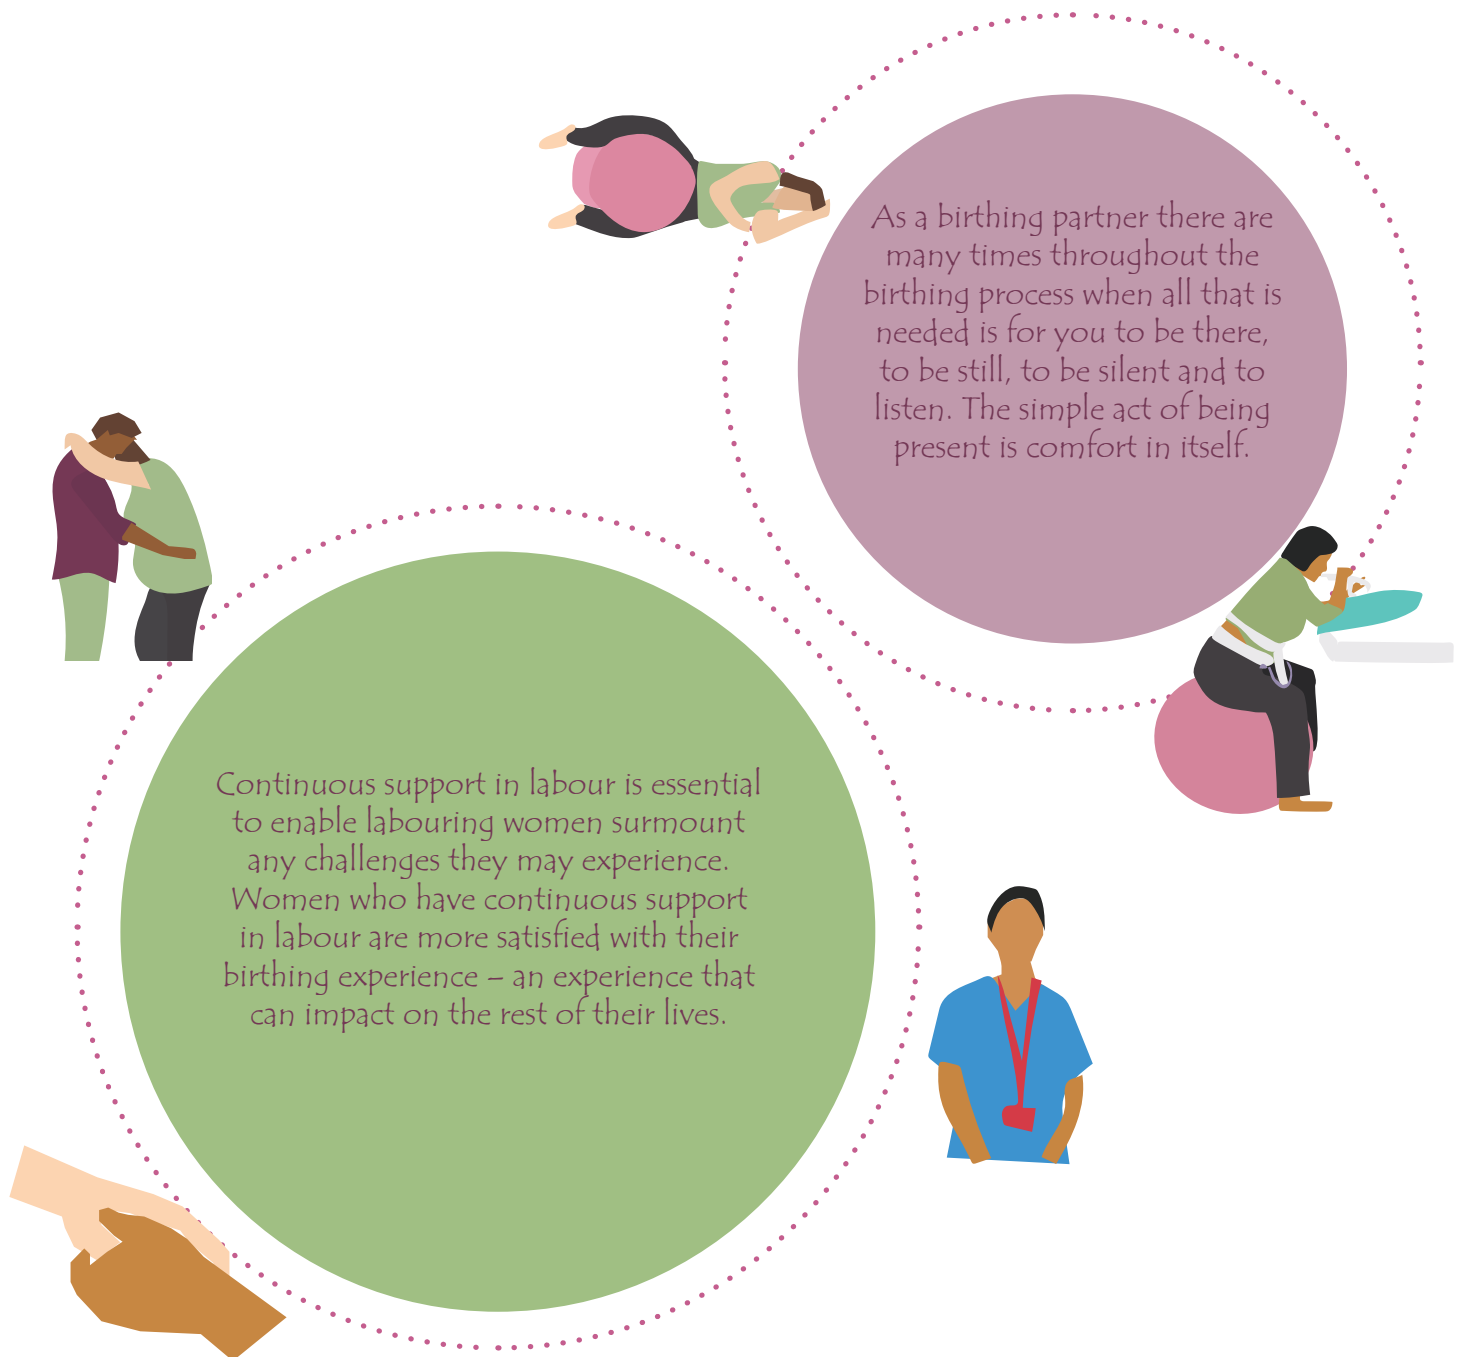 As a birthing partner there are
many times throughout the
birthing process when all that is
needed is for you to be there,
to be still, to be silent and to
listen. The simple act of being
present is comfort in itself.
Continuous support in labour is essential
to enable labouring women surmount
any challenges they may experience.
Women who have continuous support
in labour are more satisfied with their
birthing experience – an experience that
can impact on the rest of their lives.